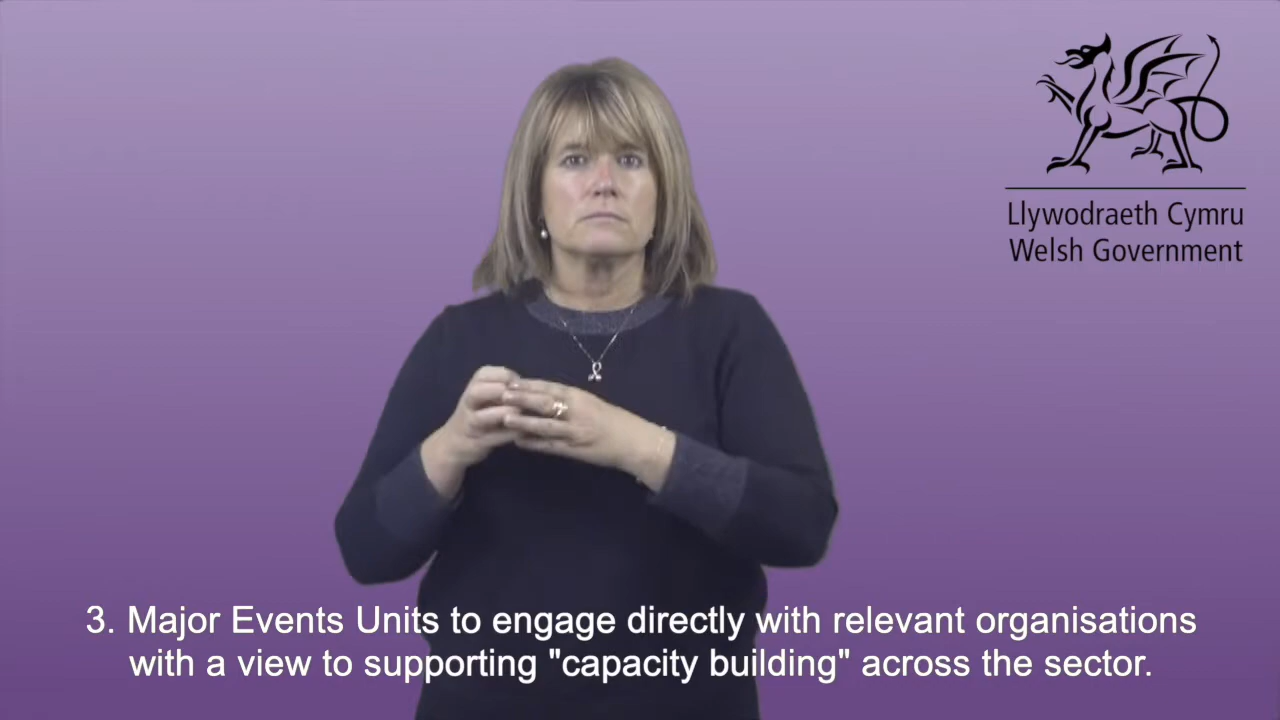 Llywodraeth Cymru
Welsh Government
3. Major Events Units to engage directly with relevant organisations
with a view to supporting "capacity building" across the sector.